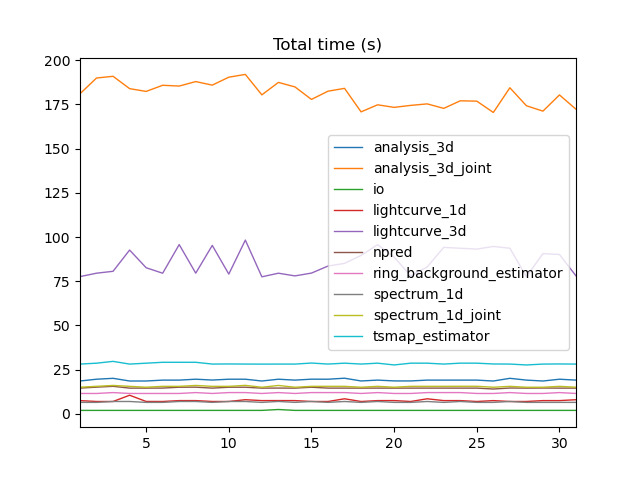 Total time (s)
200
175
150
125
100
75
50
25
0
analysis_3d
analysis_3d_joint
io
lightcurve_1d
lightcurve_3d
npred
ring_background_estimator
spectrum_1d
spectrum_1d_joint
tsmap_estimator
5 10 15 20 25 30